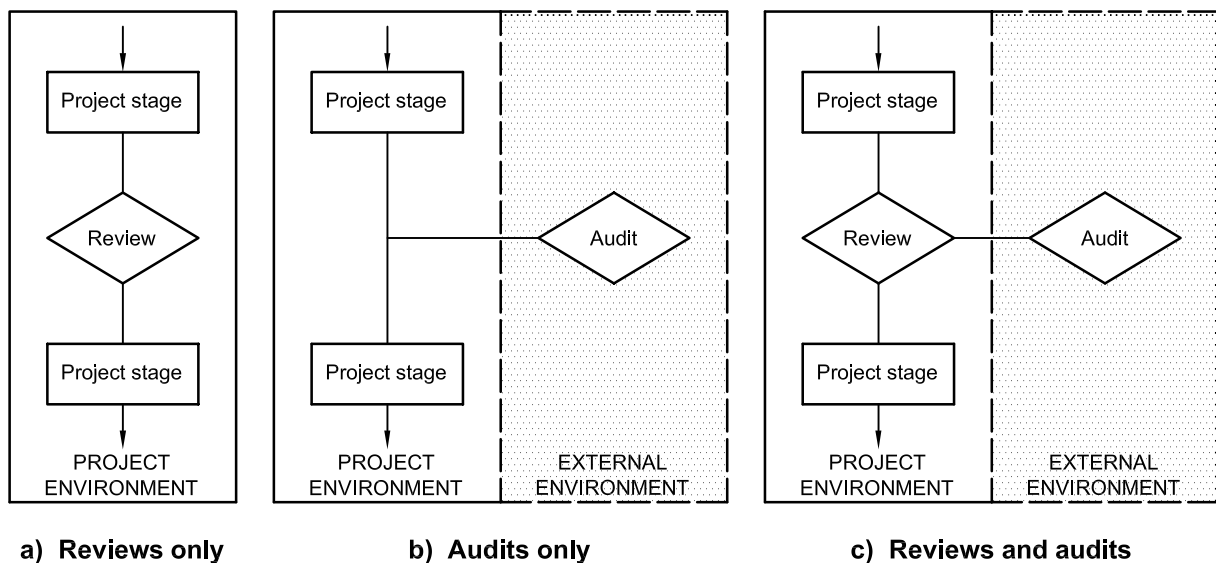 Project stage
Review
Project stage
PROJECT
ENVIRONMENT
a) Reviews only
Project stage
Audit
Project stage
PROJECT
ENVIRONMENT
EXTERNAL
ENVIRONMENT
b) Audits only
Project stage
Review
Audit
Project stage
PROJECT
ENVIRONMENT
EXTERNAL
ENVIRONMENT
c) Reviews and audits